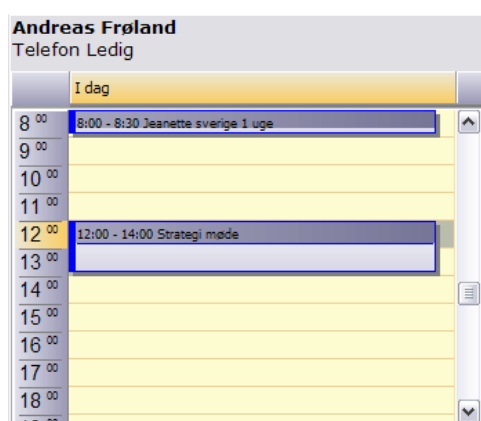 Andreas Frøland
Telefon Ledig
I dag
8 00
8:00 - 8:30 Jeanette sverige 1 uge
9 00
10 00
11 00
12 00
12:00 - 14:00 Strategi møde
13 00
14 00
15 00
16 00
17 00
18 00